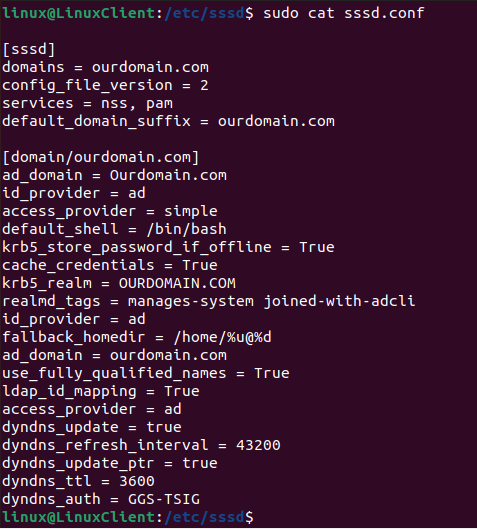 linux@LinuxClient:/etc/sssd$ sudo cat sssd.conf
[sssd]
domains = ourdomain.com
config_file_version = 2
services = nss, pam
default_domain_suffix = ourdomain.com
[domain/ourdomain.com]
ad_domain = Ourdomain.com
id_provider = ad
access_provider = simple
default_shell = /bin/bash
krb5_store_password_if_offline = True
cache_credentials = True
krb5_realm = OURDOMAIN.COM
realmd_tags = manages-system joined-with-adcli
id_provider = ad
fallback_homedir = /home/%u@%d
ad_domain = ourdomain.com
use_fully_qualified_names = True
ldap_id_mapping = True
access_provider = ad
dyndns_update = true
dyndns_refresh_interval = 43200
dyndns_update_ptr = true
dyndns_ttl = 3600
dyndns_auth = GGS-TSIG
linux@LinuxClient:/etc/sssd$